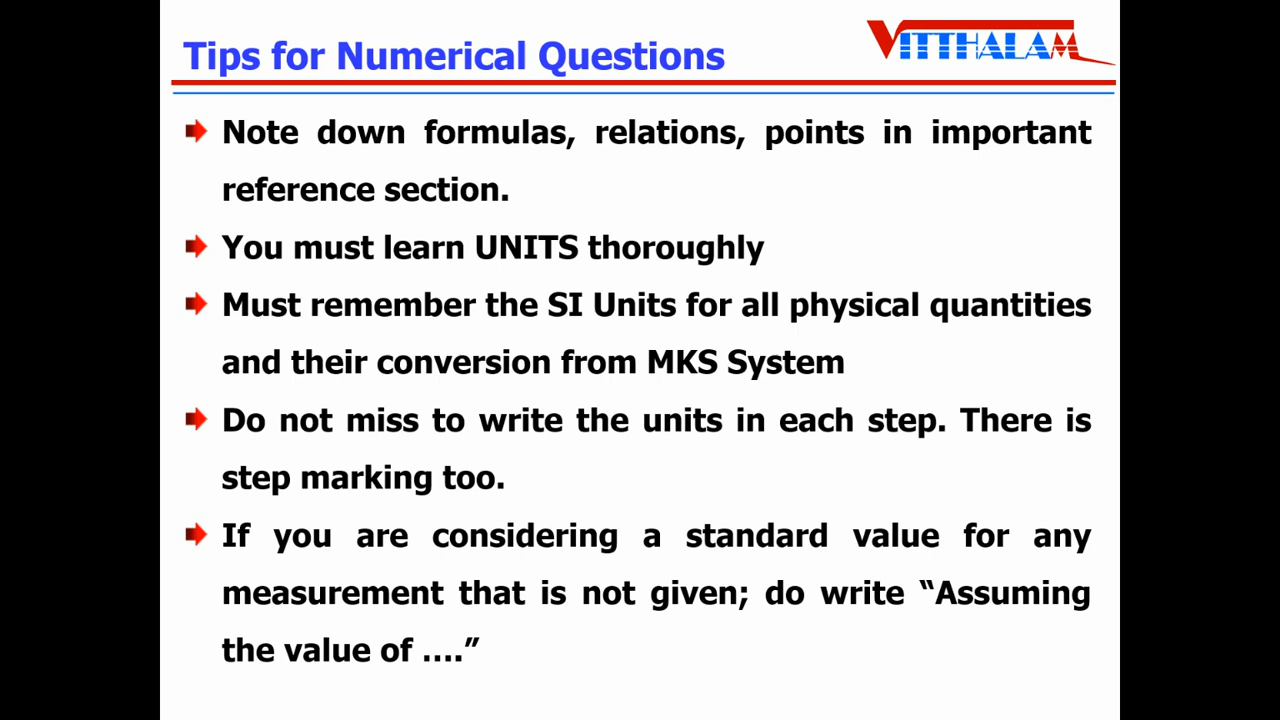 Tips for Numerical Questions
VITTHALAM
Note down formulas, relations, points in important
reference section.
You must learn UNITS thoroughly
Must remember the SI Units for all physical quantities
and their conversion from MKS System
Do not miss to write the units in each step. There is
step marking too.
If you are considering a standard value for any
measurement that is not given; do write “Assuming
the value of ....”